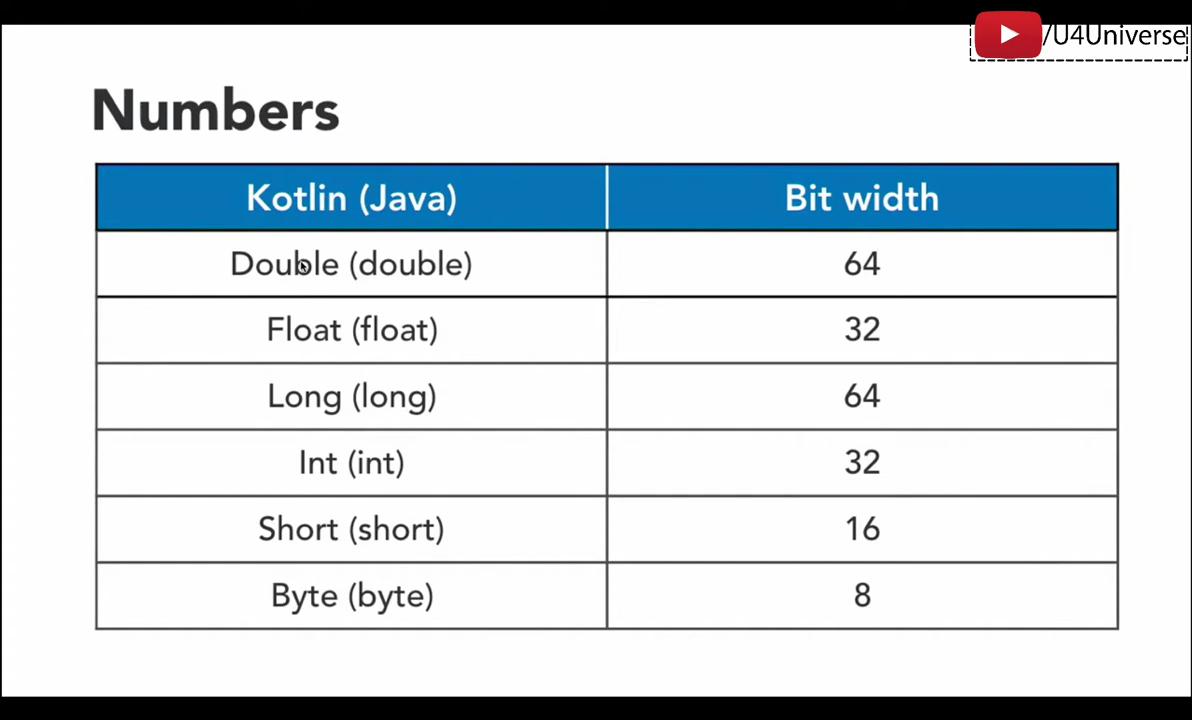 /U4Universe
Numbers
Kotlin (Java) Bit width
Double (double) 64
Float (float) 32
Long (long) 64
Int (int) 32
Short (short) 16
Byte (byte) 8